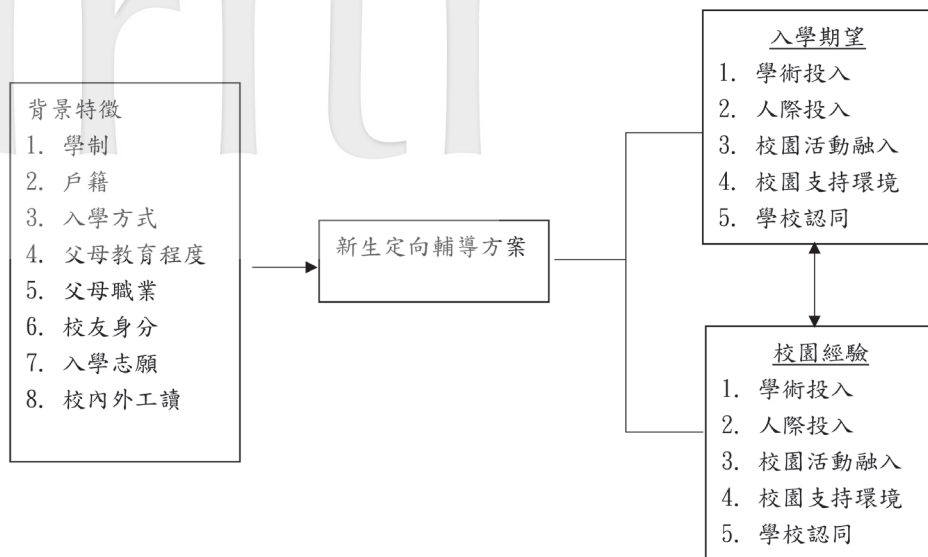 背景特徵
1. 學制
2. 戶籍
3. 入學方式
4. 父母教育程度
5. 父母職業
6. 校友身分
7. 入學志願
8. 校內外工讀
新生定向輔導方案
入學期望
1. 學術投入
2. 人際投入
3. 校園活動融入
4. 校園支持環境
5. 學校認同
校園經驗
1. 學術投入
2. 人際投入
3. 校園活動融入
4. 校園支持環境
5. 學校認同